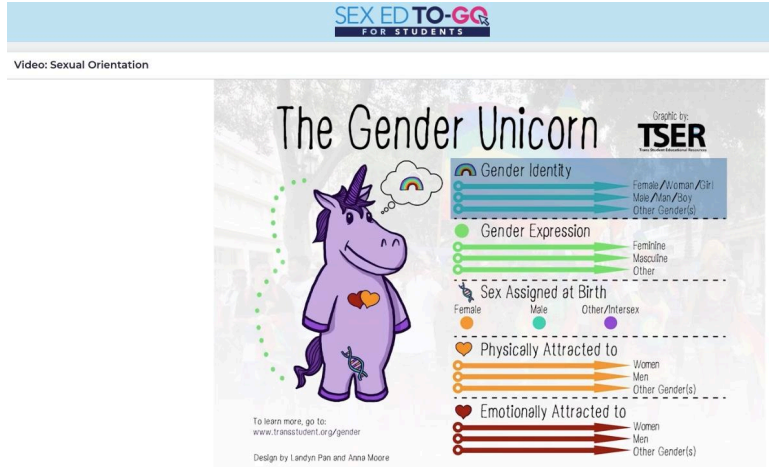 SEX ED TO-GO
FOR STUDENTS
Video: Sexual Orientation
The Gender Unicorn
Graphic by:
TSER
Trans Student Educational Resources
Gender Identity
Female/Woman/Girl
Male/Man/Boy
Other Gender(s)
Gender Expression
Feminine
Masculine
Other
Sex Assigned at Birth
Female Male Other/Intersex
Physically Attracted to
Women
Men
Other Gender(s)
Emotionally Attracted to
Women
Men
Other Gender(s)
To learn more, go to:
www.transstudent.org/gender
Design by Landyn Pan and Anna Moore